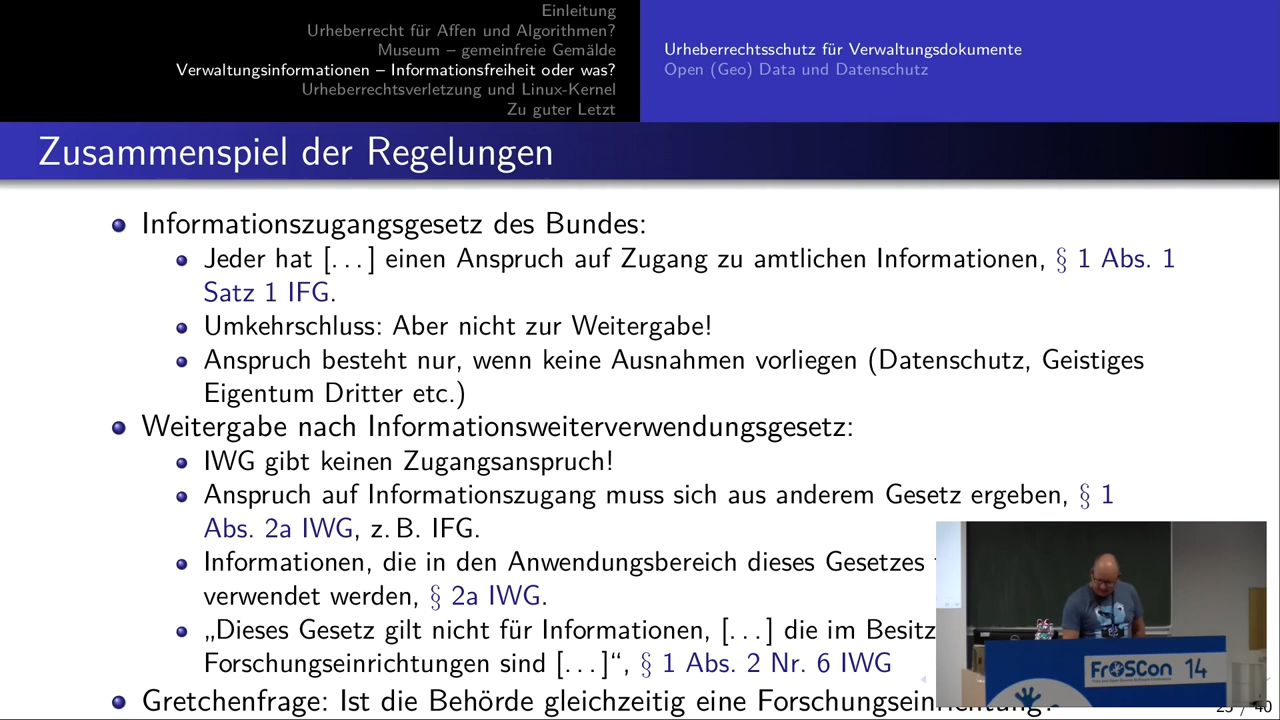 Einleitung
Urheberrecht für Affen und Algorithmen?
Museum – gemeinfreie Gemälde
Verwaltungsinformationen – Informationsfreiheit oder was?
Urheberrechtsverletzung und Linux-Kernel
Zu guter Letzt
Urheberrechtsschutz für Verwaltungsdokumente
Open (Geo) Data und Datenschutz
Zusammenspiel der Regelungen
Informationszugangsgesetz des Bundes:
Jeder hat [. . . ] einen Anspruch auf Zugang zu amtlichen Informationen, § 1 Abs. 1
Satz 1 IFG.
Umkehrschluss: Aber nicht zur Weitergabe!
Anspruch besteht nur, wenn keine Ausnahmen vorliegen (Datenschutz, Geistiges
Eigentum Dritter etc.)
Weitergabe nach Informationsweiterverwendungsgesetz:
IWG gibt keinen Zugangsanspruch!
Anspruch auf Informationszugang muss sich aus anderem Gesetz ergeben, § 1
Abs. 2a IWG, z. B. IFG.
Informationen, die in den Anwendungsbereich dieses Gesetzes
verwendet werden, § 2a IWG.
„Dieses Gesetz gilt nicht für Informationen, [. . . ] die im Besitz
Forschungseinrichtungen sind [. . . ]“, § 1 Abs. 2 Nr. 6 IWG
Gretchenfrage: Ist die Behörde gleichzeitig eine
FrOSCon 14